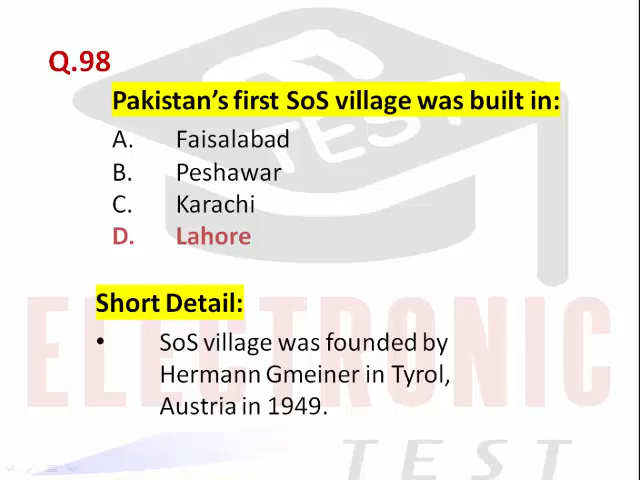 Q.98
Pakistan's first SoS village was built in:
A. Faisalabad
B. Peshawar
C. Karachi
D. Lahore
Short Detail:
• SoS village was founded by
Hermann Gmeiner in Tyrol,
Austria in 1949.
TEST
ELECTRONIC
TEST